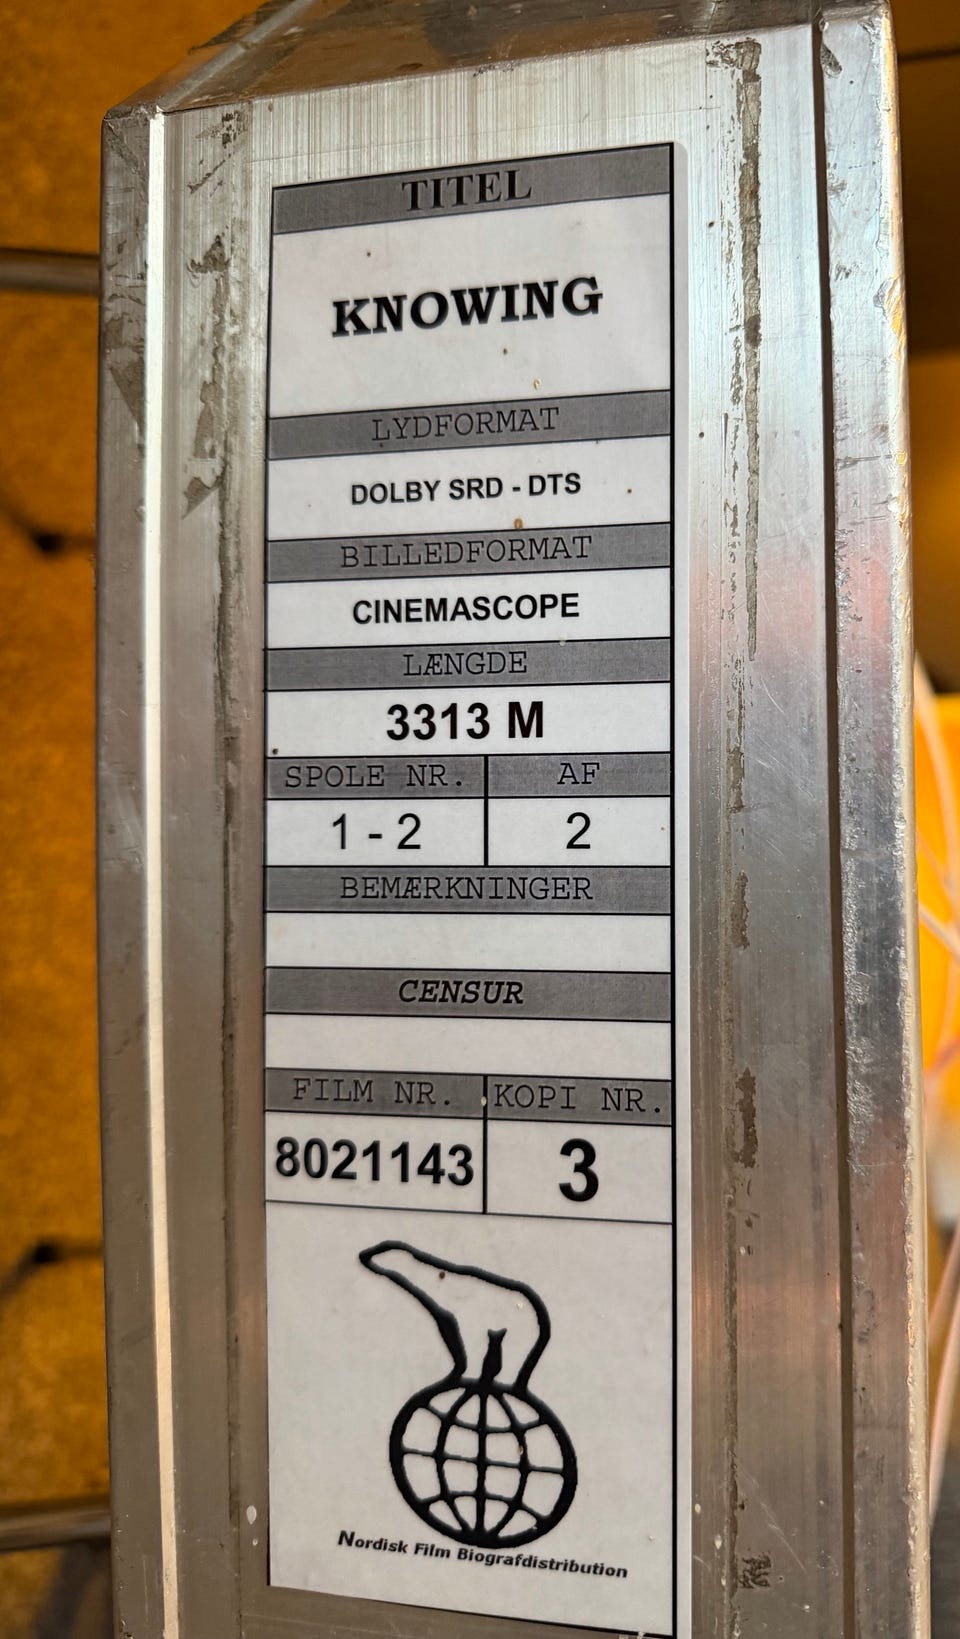 TITEL
KNOWING
LYDFORMAT
DOLBY SRD - DTS
BILLEDFORMAT
CINEMASCOPE
LÆNGDE
3313 M
SPOLE NR. AF
1 - 2 2
BEMÆRKNINGER
CENSUR
FILM NR. KOPI NR.
8021143 3
Nordisk Film Biografdistribution